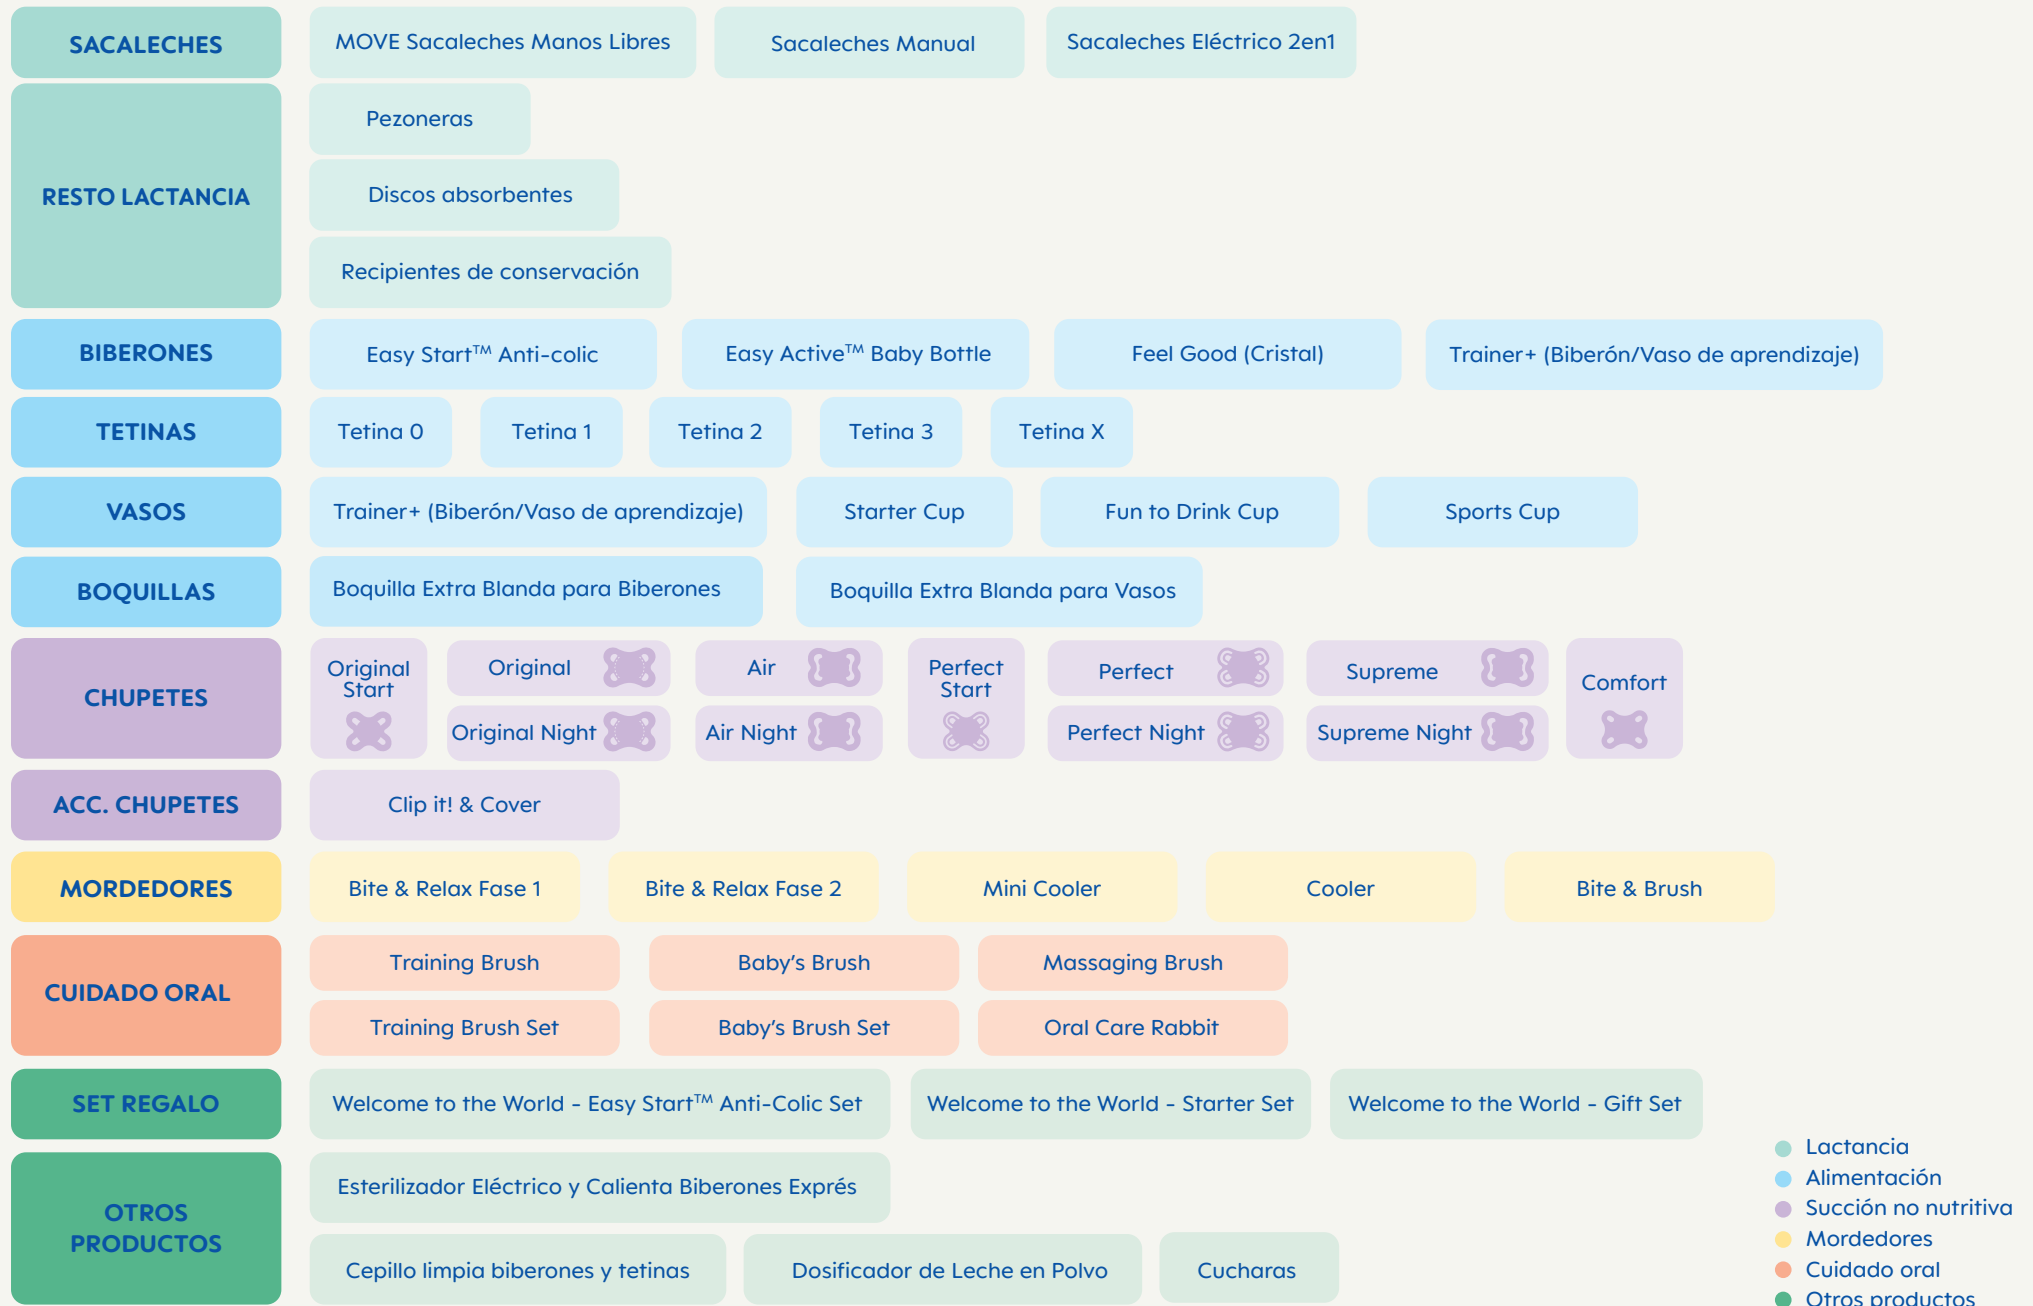 SACALECHES
MOVE Sacaleches Manos Libres
Sacaleches Manual
Sacaleches Eléctrico 2en1
RESTO LACTANCIA
Pezoneras
Discos absorbentes
Recipientes de conservación
BIBERONES
Easy Start™ Anti-colic
Easy Active™ Baby Bottle
Feel Good (Cristal)
Trainer+ (Biberón/Vaso de aprendizaje)
TETINAS
Tetina 0
Tetina 1
Tetina 2
Tetina 3
Tetina X
VASOS
Trainer+ (Biberón/Vaso de aprendizaje)
Starter Cup
Fun to Drink Cup
Sports Cup
BOQUILLAS
Boquilla Extra Blanda para Biberones
Boquilla Extra Blanda para Vasos
CHUPETES
Original
Start
Original
Original Night
Air
Air Night
Perfect
Start
Perfect
Perfect Night
Supreme
Supreme Night
Comfort
ACC. CHUPETES
Clip it! & Cover
MORDEDORES
Bite & Relax Fase 1
Bite & Relax Fase 2
Mini Cooler
Cooler
Bite & Brush
CUIDADO ORAL
Training Brush
Baby's Brush
Massaging Brush
Training Brush Set
Baby's Brush Set
Oral Care Rabbit
SET REGALO
Welcome to the World - Easy Start™ Anti-Colic Set
Welcome to the World - Starter Set
Welcome to the World - Gift Set
OTROS
PRODUCTOS
Esterilizador Eléctrico y Calienta Biberones Exprés
Cepillo limpia biberones y tetinas
Dosificador de Leche en Polvo
Cucharas
Lactancia
Alimentación
Succión no nutritiva
Mordedores
Cuidado oral
Otros productos